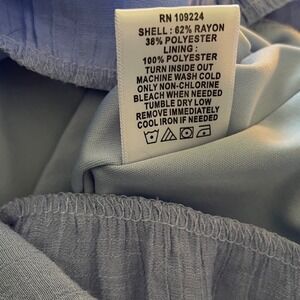 RN 109224
SHELL : 62% RAYON
38% POLYESTER
LINING :
100% POLYESTER
TURN INSIDE OUT
MACHINE WASH COLD
ONLY NON-CHLORINE
BLEACH WHEN NEEDED
TUMBLE DRY LOW
REMOVE IMMEDIATELY
COOL IRON IF NEEDED